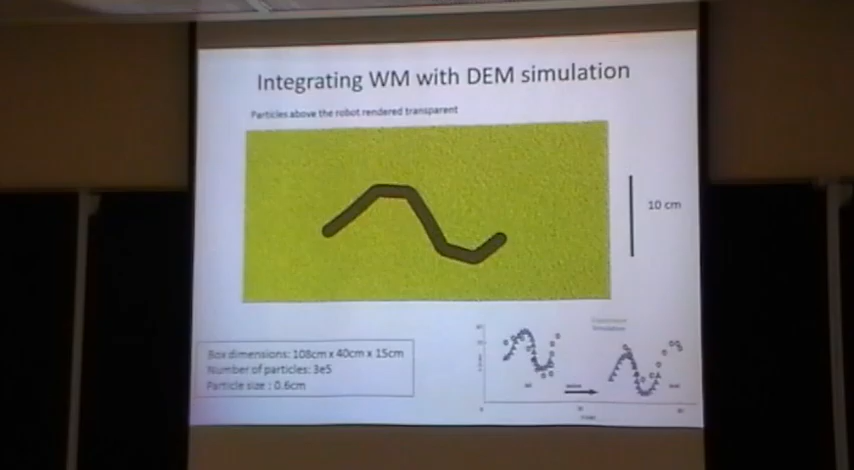 Integrating WM with DEM simulation
Particles above the robot rendered transparent
10 cm
Box dimensions: 108cm x 40cm x 15cm
Number of particles: 3e5
Particle size : 0.6cm
Simulation